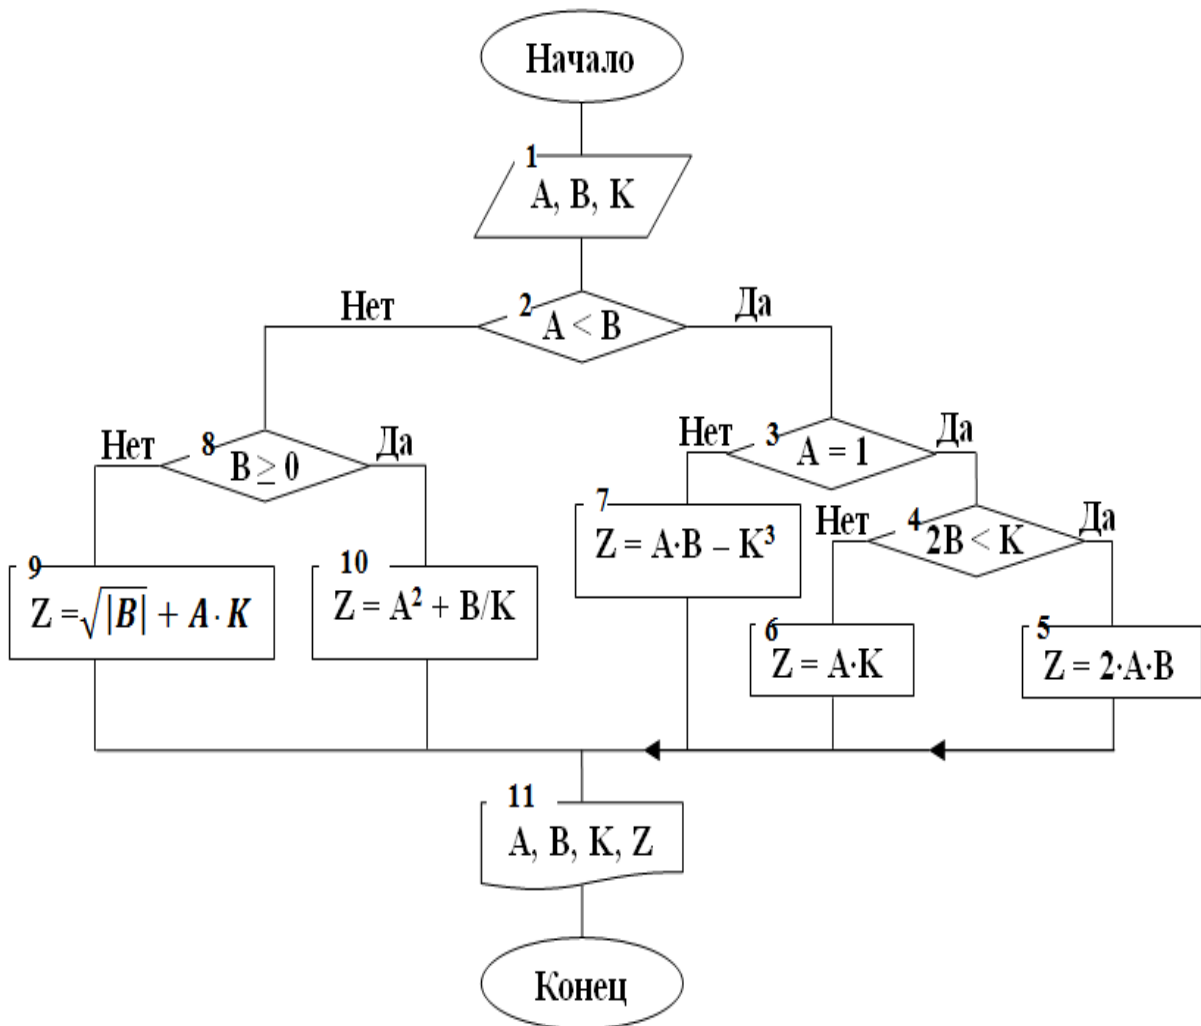 Начало
1
A, B, K
Нет
2
A < B
Да
Нет
8
B ≥ 0
Да
Нет
3
A = 1
Да
7
Z = A·B – K³
Нет
4
2B < K
Да
9
Z =√|B| + A · K
10
Z = A² + B/K
6
Z = A·K
5
Z = 2·A·B
11
A, B, K, Z
Конец